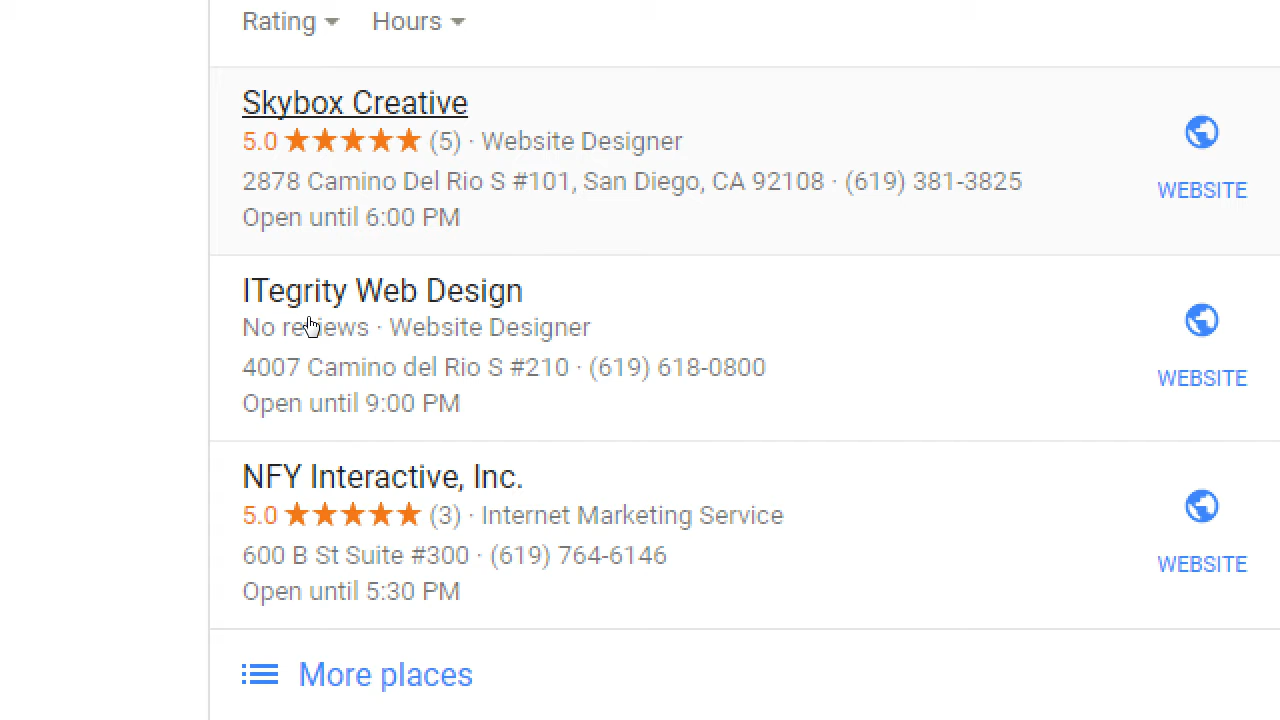 Rating Hours
Skybox Creative
5.0 ★★★★★ (5) · Website Designer
2878 Camino Del Rio S #101, San Diego, CA 92108 · (619) 381-3825
WEBSITE
Open until 6:00 PM
ITegrity Web Design
No reviews · Website Designer
4007 Camino del Rio S #210 · (619) 618-0800
WEBSITE
Open until 9:00 PM
NFY Interactive, Inc.
5.0 ★★★★★ (3) · Internet Marketing Service
600 B St Suite #300 · (619) 764-6146
WEBSITE
Open until 5:30 PM
More places